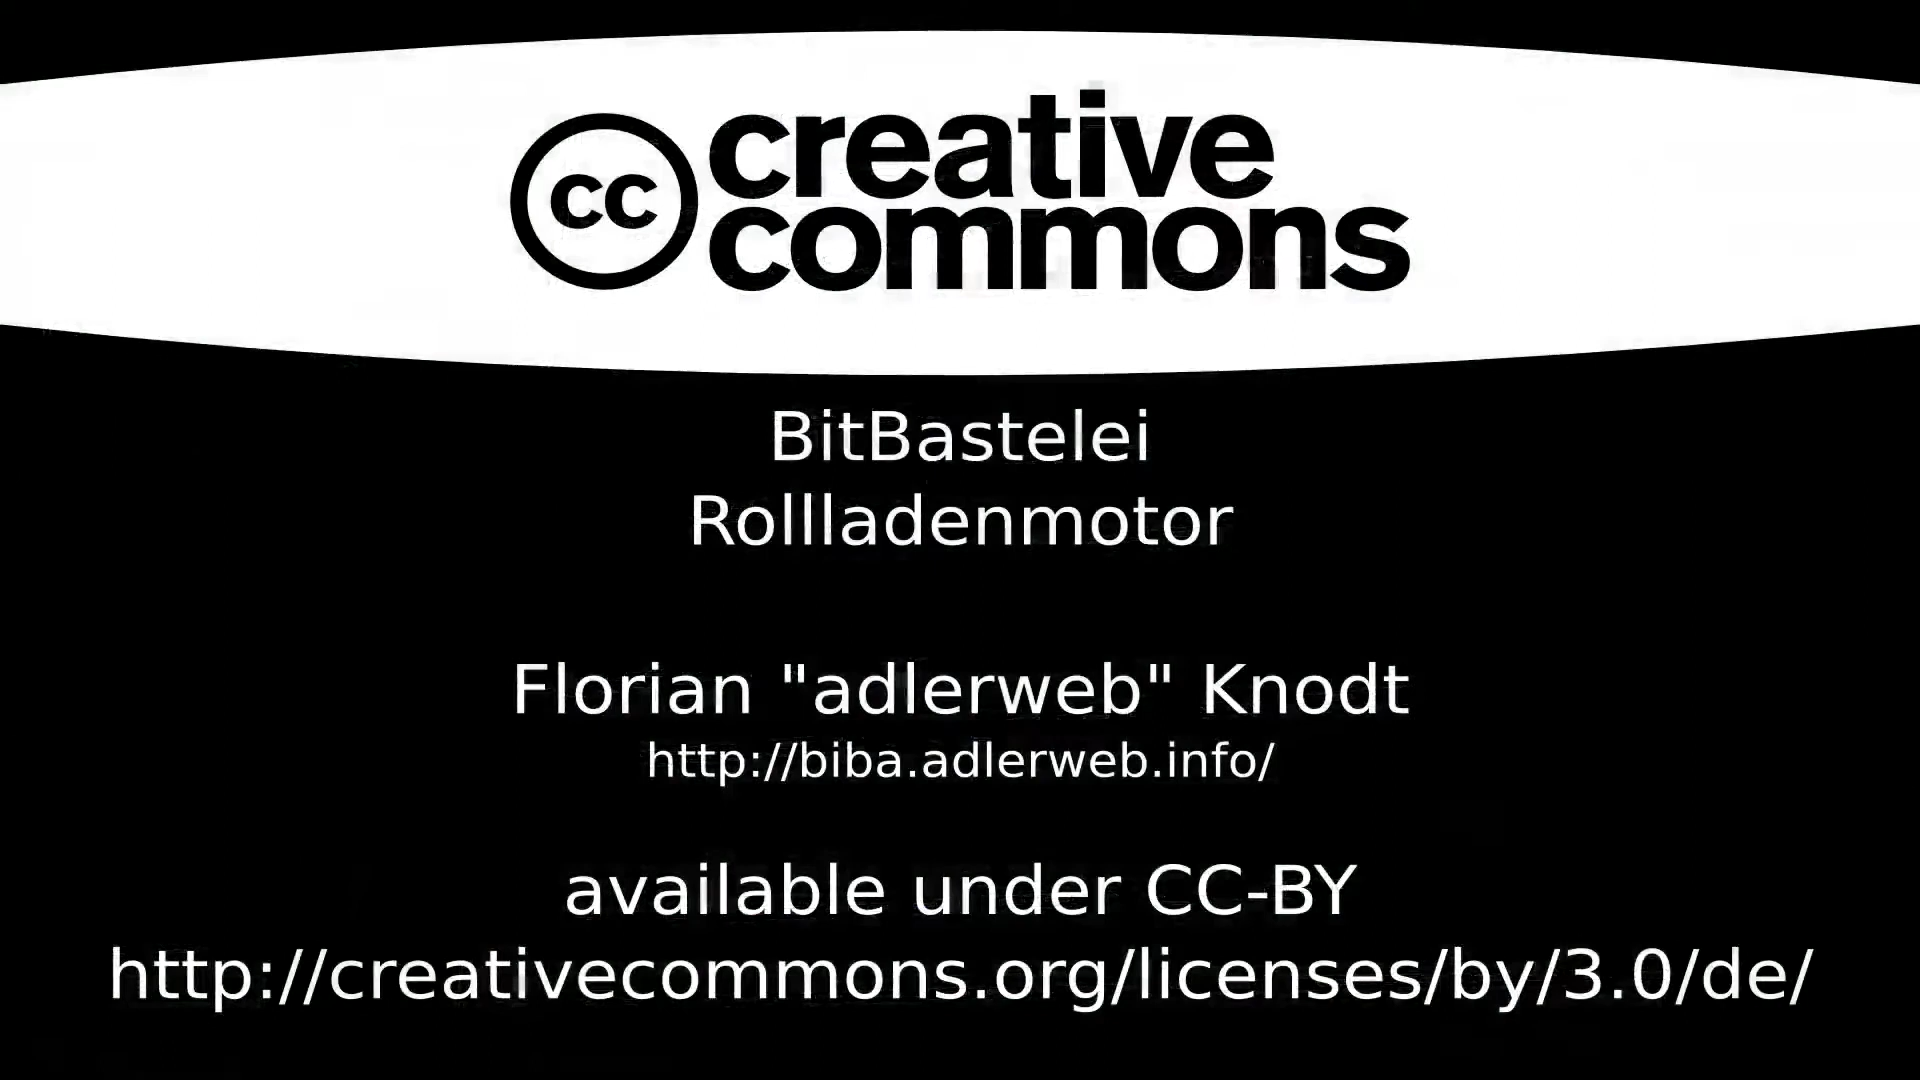 cc creative
commons
BitBastelei
Rollladenmotor
Florian "adlerweb" Knodt
http://biba.adlerweb.info/
available under CC-BY
http://creativecommons.org/licenses/by/3.0/de/